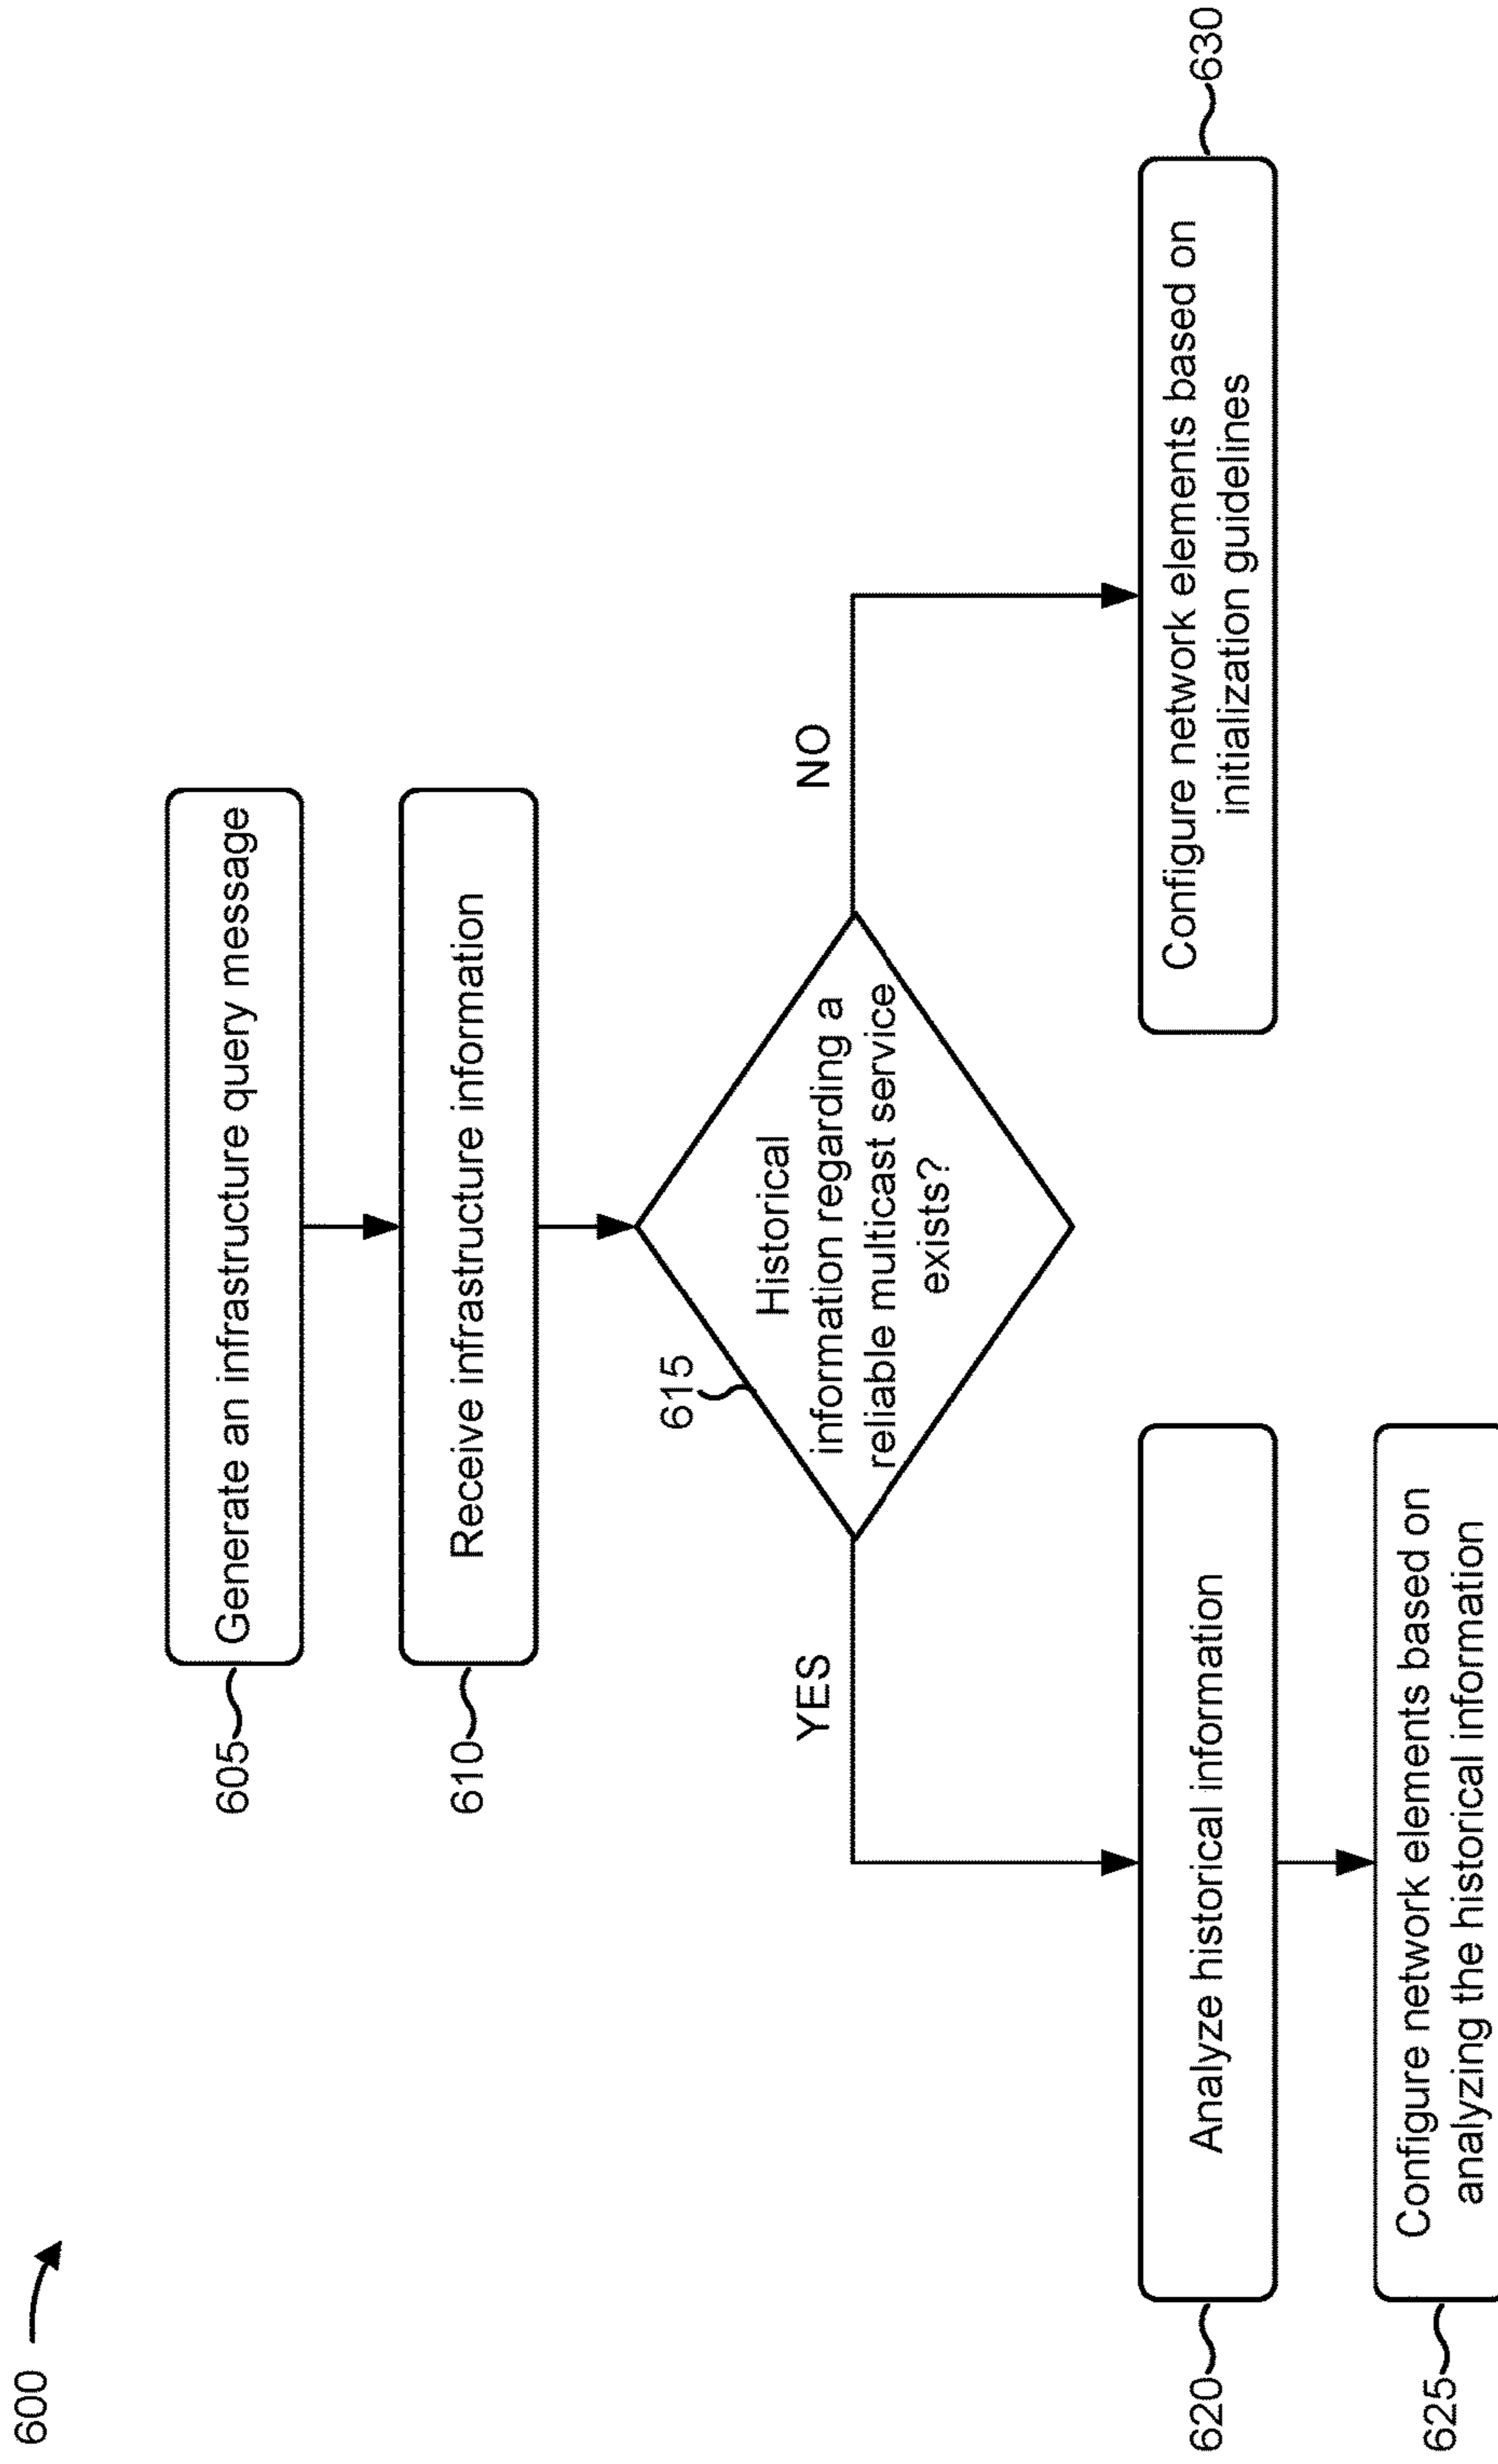 600
605
Generate an infrastructure query message
610
Receive infrastructure information
615
Historical
information regarding a
reliable multicast service
exists?
YES
NO
620
Analyze historical information
Configure network elements based on
initialization guidelines
630
625
Configure network elements based on
analyzing the historical information